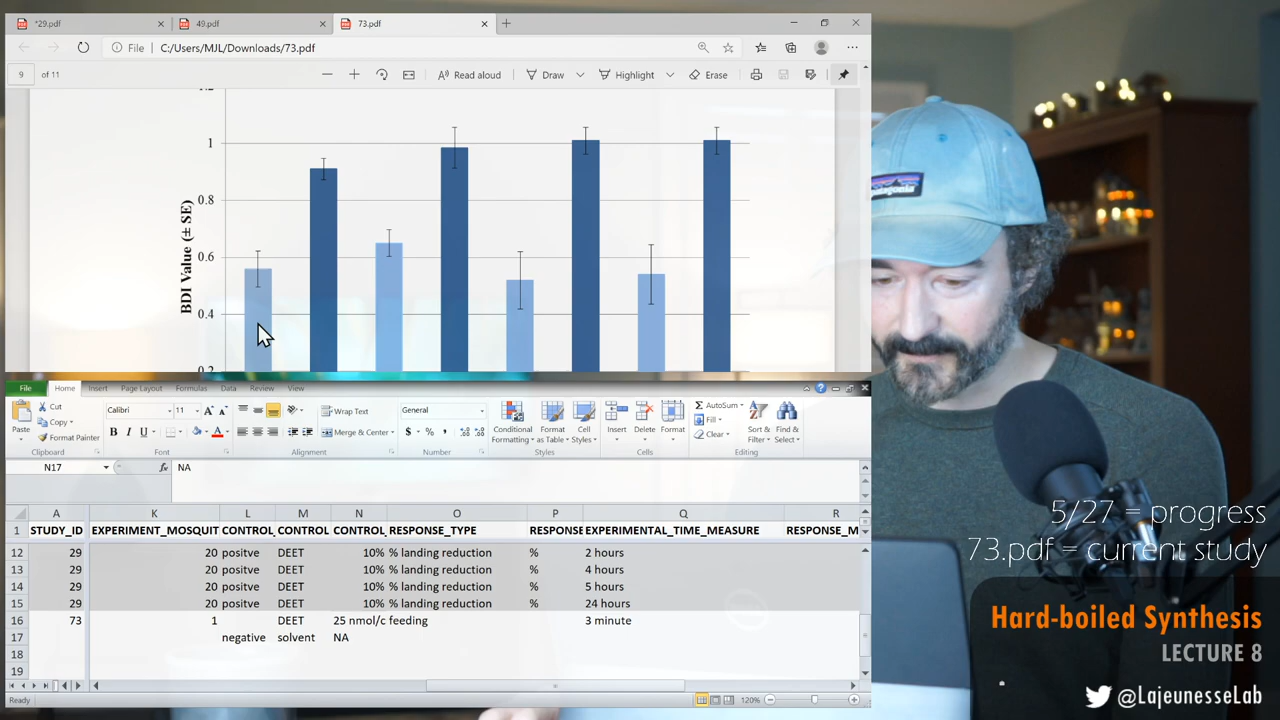 *29.pdf
49.pdf
73.pdf
File
C:/Users/MJL/Downloads/73.pdf
9 of 11
Read aloud
Draw
Highlight
Erase
1
0.8
0.6
0.4
0.2
BDI Value (± SE)
File Home Insert Page Layout Formulas Data Review View
Paste
Cut
Copy
Format Painter
Clipboard
Calibri 11
B I U
Font
Wrap Text
Merge & Center
Alignment
General
$ % ,
Number
Conditional Formatting
Format as Table
Cell Styles
Styles
Insert Delete Format
Cells
AutoSum
Fill
Clear
Sort & Filter
Find & Select
Editing
N17 fx NA
A K L M N O P Q R
1 STUDY_ID EXPERIMENT_MOSQUIT CONTROL_ CONTROL_ CONTROL_ RESPONSE_TYPE RESPONSE EXPERIMENTAL_TIME_MEASURE RESPONSE_M
12 29 20 positve DEET 10% % landing reduction % 2 hours
13 29 20 positve DEET 10% % landing reduction % 4 hours
14 29 20 positve DEET 10% % landing reduction % 5 hours
15 29 20 positve DEET 10% % landing reduction % 24 hours
16 73 1 DEET 25 nmol/c feeding 3 minute
17 negative solvent NA
18
19
Ready
120%
patagonia
5/27 = progress
73.pdf = current study
Hard-boiled Synthesis
LECTURE 8
@LajeunesseLab